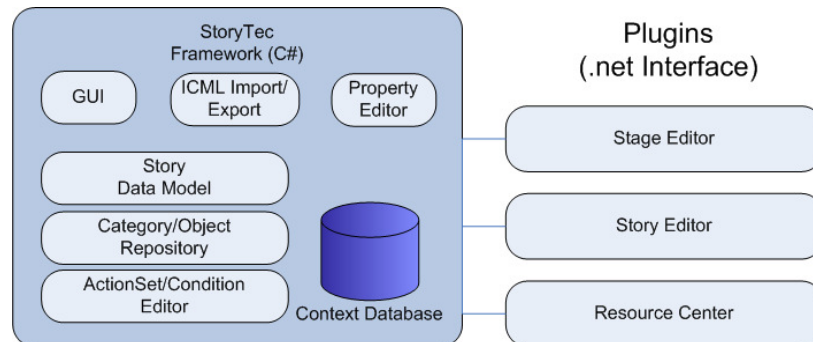 StoryTec
Framework (C#)
GUI
ICML Import/
Export
Property
Editor
Story
Data Model
Category/Object
Repository
ActionSet/Condition
Editor
Context Database
Plugins
(.net Interface)
Stage Editor
Story Editor
Resource Center